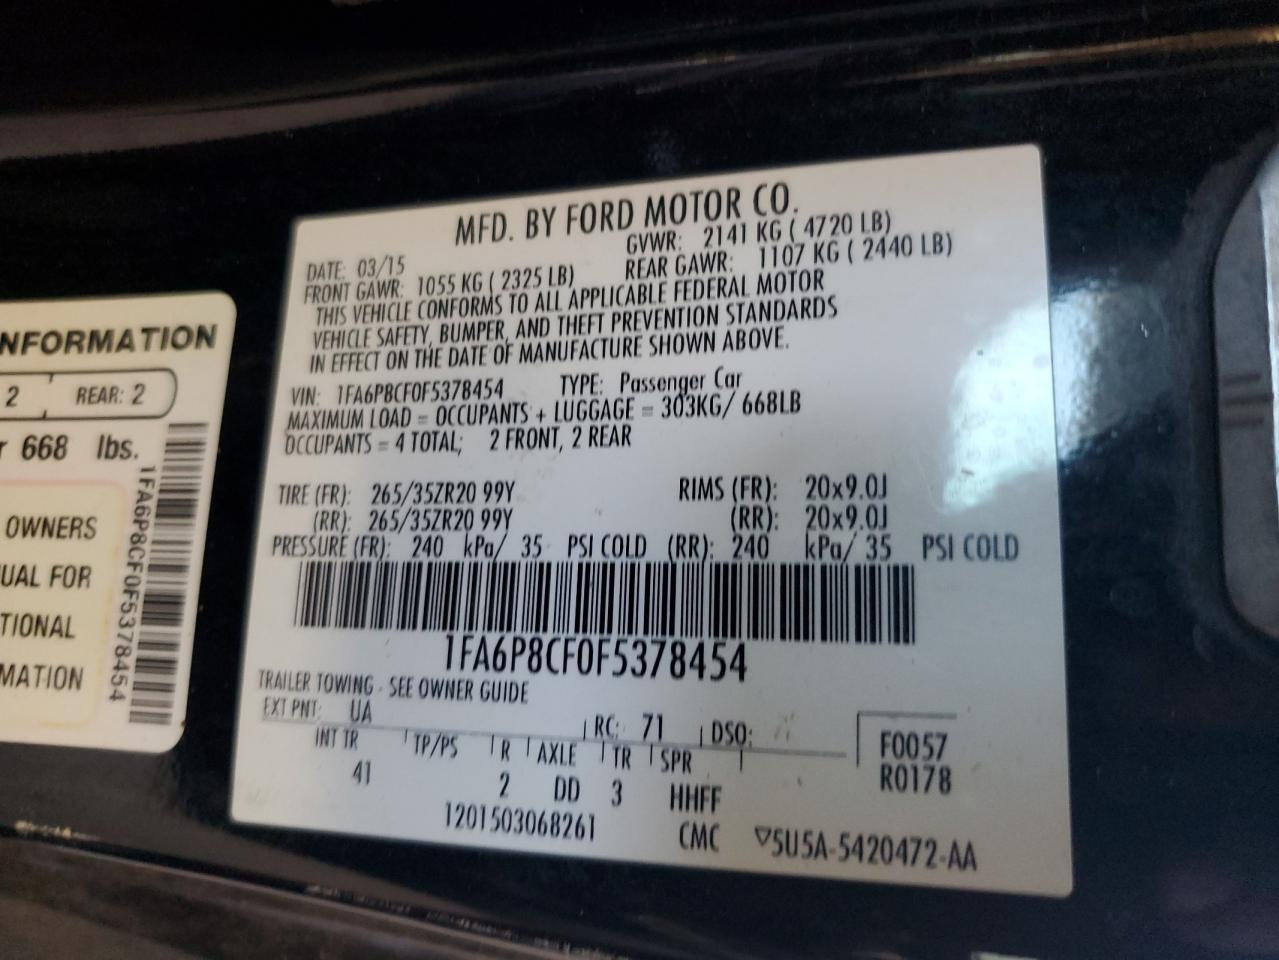 NFORMATION
2 REAR: 2
r 668 lbs.
OWNERS
UAL FOR
TIONAL
MATION
1FA6P8CF0F5378454
MFD. BY FORD MOTOR CO.
DATE: 03/15 GVWR: 2141 KG ( 4720 LB)
FRONT GAWR: 1055 KG ( 2325 LB) REAR GAWR: 1107 KG ( 2440 LB)
THIS VEHICLE CONFORMS TO ALL APPLICABLE FEDERAL MOTOR
VEHICLE SAFETY, BUMPER, AND THEFT PREVENTION STANDARDS
IN EFFECT ON THE DATE OF MANUFACTURE SHOWN ABOVE.
VIN: 1FA6P8CF0F5378454 TYPE: Passenger Car
MAXIMUM LOAD = OCCUPANTS + LUGGAGE = 303KG/ 668LB
OCCUPANTS = 4 TOTAL; 2 FRONT, 2 REAR
TIRE (FR): 265/35ZR20 99Y RIMS (FR): 20x9.0J
(RR): 265/35ZR20 99Y (RR): 20x9.0J
PRESSURE (FR): 240 kPa/ 35 PSI COLD (RR): 240 kPa/ 35 PSI COLD
1FA6P8CF0F5378454
TRAILER TOWING - SEE OWNER GUIDE
EXT PNT: UA RC: 71 DSO:
INT TR TP/PS R AXLE TR SPR
41 2 DD 3 HHFF
F0057
R0178
1201503068261 CMC ▽5U5A-5420472-AA